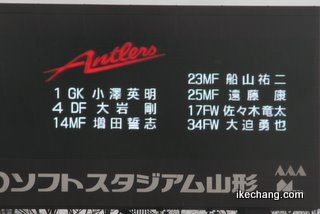 Antlers
1 GK 小澤英明
4 DF 大岩 剛
14MF 増田誓志
23MF 船山祐二
25MF 遠藤 康
17FW 佐々木竜太
34FW 大迫勇也
ソフトスタジアム山形
ikechang.com